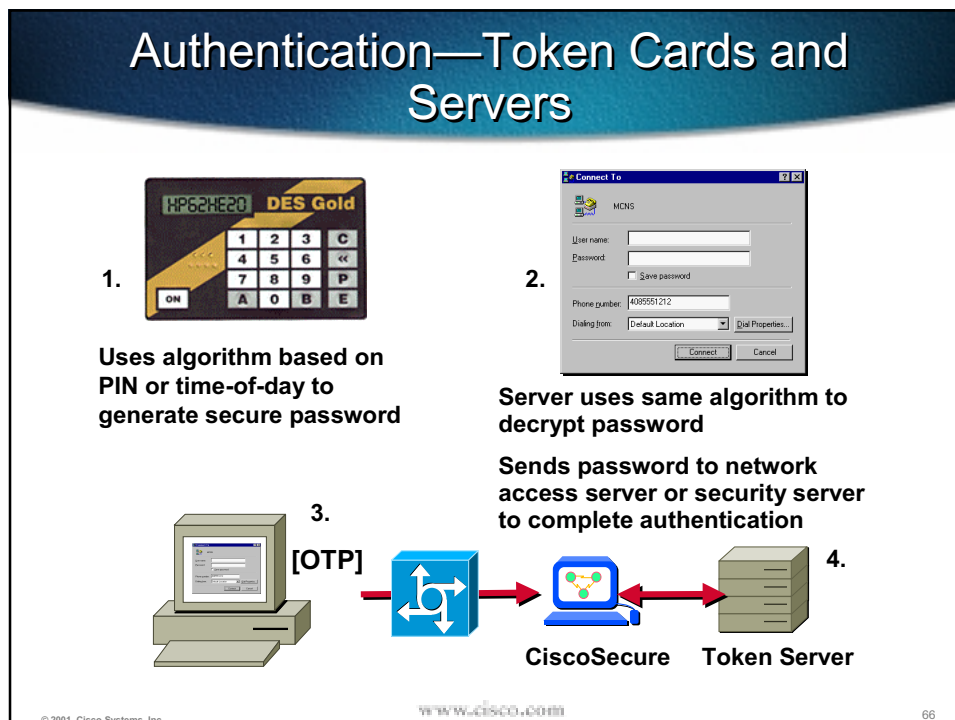 Authentication—Token Cards and
Servers
1.
HP62HE20
DES Gold
1 2 3 C
4 5 6 «
7 8 9 P
ON
A 0 B E
Uses algorithm based on
PIN or time-of-day to
generate secure password
2.
Connect To
MCNS
User name:
Password:
Save password
Phone number: 4085551212
Dialing from: Default Location Dial Properties...
Connect Cancel
Server uses same algorithm to
decrypt password
Sends password to network
access server or security server
to complete authentication
3.
[OTP]
4.
CiscoSecure
Token Server
© 2001, Cisco Systems, Inc.
www.cisco.com
66